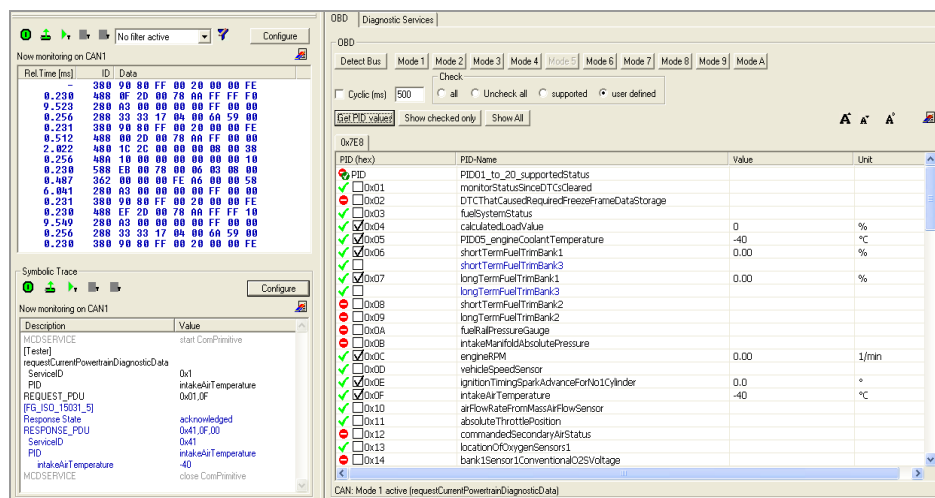 No filter active
Configure
Now monitoring on CAN1
Rel.Time [ms] ID Data
- 380 90 80 FF 00 20 00 00 FE
0.230 488 0F 2D 00 78 AA FF FF F0
9.523 280 A3 00 00 00 00 FF 00 00
0.256 288 33 33 17 04 00 6A 59 00
0.231 380 90 80 FF 00 20 00 00 FE
0.512 488 00 2D 00 78 AA FF 00 00
2.022 480 1C 2C 00 00 00 08 00 38
0.256 48A 10 00 00 00 00 00 00 10
0.230 588 EB 00 78 00 06 03 08 00
0.487 362 00 00 00 FE A6 00 00 58
6.041 280 A3 00 00 00 00 FF 00 00
0.231 380 90 80 FF 00 20 00 00 FE
0.230 488 EF 2D 00 78 AA FF FF 10
9.549 280 A3 00 00 00 00 FF 00 00
0.256 288 33 33 17 04 00 6A 59 00
0.230 380 90 80 FF 00 20 00 00 FE
Symbolic Trace
Configure
Now monitoring on CAN1
Description Value
MCDSERVICE start ComPrimitive
[Tester]
requestCurrentPowertrainDiagnosticData
ServiceID 0x1
PID intakeAirTemperature
REQUEST_PDU 0x01,0F
[FG_ISO_15031_5]
Response State acknowledged
RESPONSE_PDU 0x41,0F,00
ServiceID 0x41
PID intakeAirTemperature
intakeAirTemperature -40
MCDSERVICE close ComPrimitive
OBD Diagnostic Services
OBD
Detect Bus Mode 1 Mode 2 Mode 3 Mode 4 Mode 5 Mode 6 Mode 7 Mode 8 Mode 9 Mode A
Check
Cyclic (ms) 500 all Uncheck all supported user defined
Get PID values Show checked only Show All A A A
0x7E8
PID (hex) PID-Name Value Unit
PID PID01_to_20_supportedStatus
0x01 monitorStatusSinceDTCsCleared
0x02 DTCThatCausedRequiredFreezeFrameDataStorage
0x03 fuelSystemStatus
0x04 calculatedLoadValue 0 %
0x05 PID05_engineCoolantTemperature -40 °C
0x06 shortTermFuelTrimBank1 0.00 %
shortTermFuelTrimBank3
0x07 longTermFuelTrimBank1 0.00 %
longTermFuelTrimBank3
0x08 shortTermFuelTrimBank2
0x09 longTermFuelTrimBank2
0x0A fuelRailPressureGauge
0x0B intakeManifoldAbsolutePressure
0x0C engineRPM 0.00 1/min
0x0D vehicleSpeedSensor
0x0E ignitionTimingSparkAdvanceForNo1Cylinder 0.0 °
0x0F intakeAirTemperature -40 °C
0x10 airFlowRateFromMassAirFlowSensor
0x11 absoluteThrottlePosition
0x12 commandedSecondaryAirStatus
0x13 locationOfOxygenSensors1
0x14 bank1Sensor1ConventionalO2SVoltage
CAN: Mode 1 active (requestCurrentPowertrainDiagnosticData)